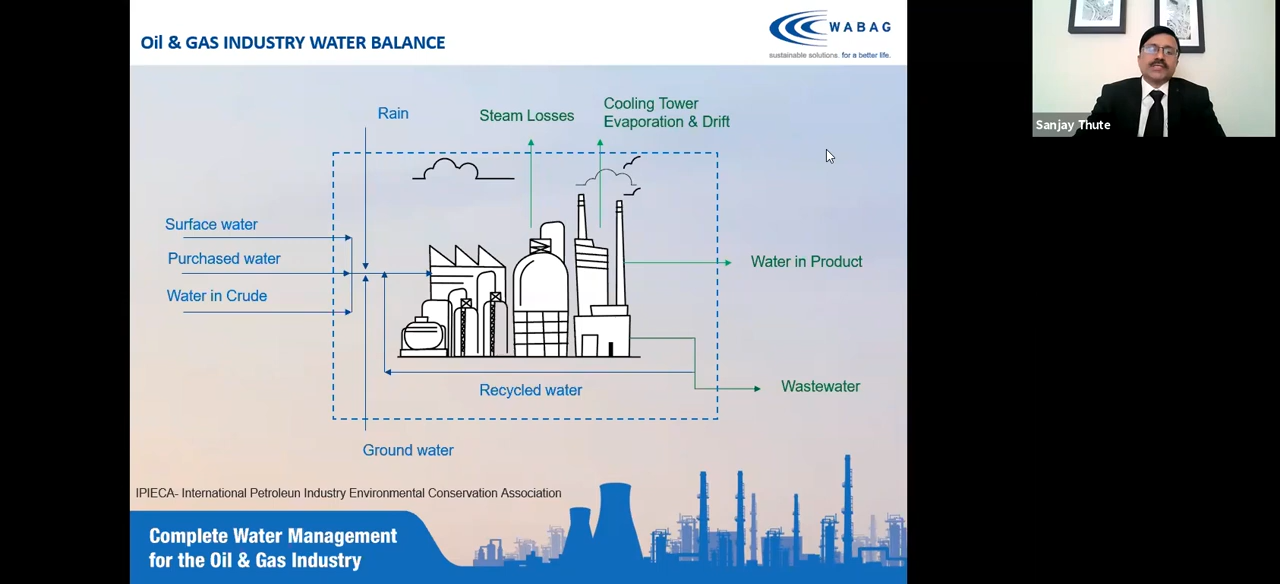 Oil & GAS INDUSTRY WATER BALANCE
WABAG
sustainable solutions. for a better life.
Sanjay Thute
Rain
Steam Losses
Cooling Tower
Evaporation & Drift
Surface water
Purchased water
Water in Crude
Water in Product
Recycled water
Wastewater
Ground water
IPIECA- International Petroleun Industry Environmental Conservation Association
Complete Water Management
for the Oil & Gas Industry